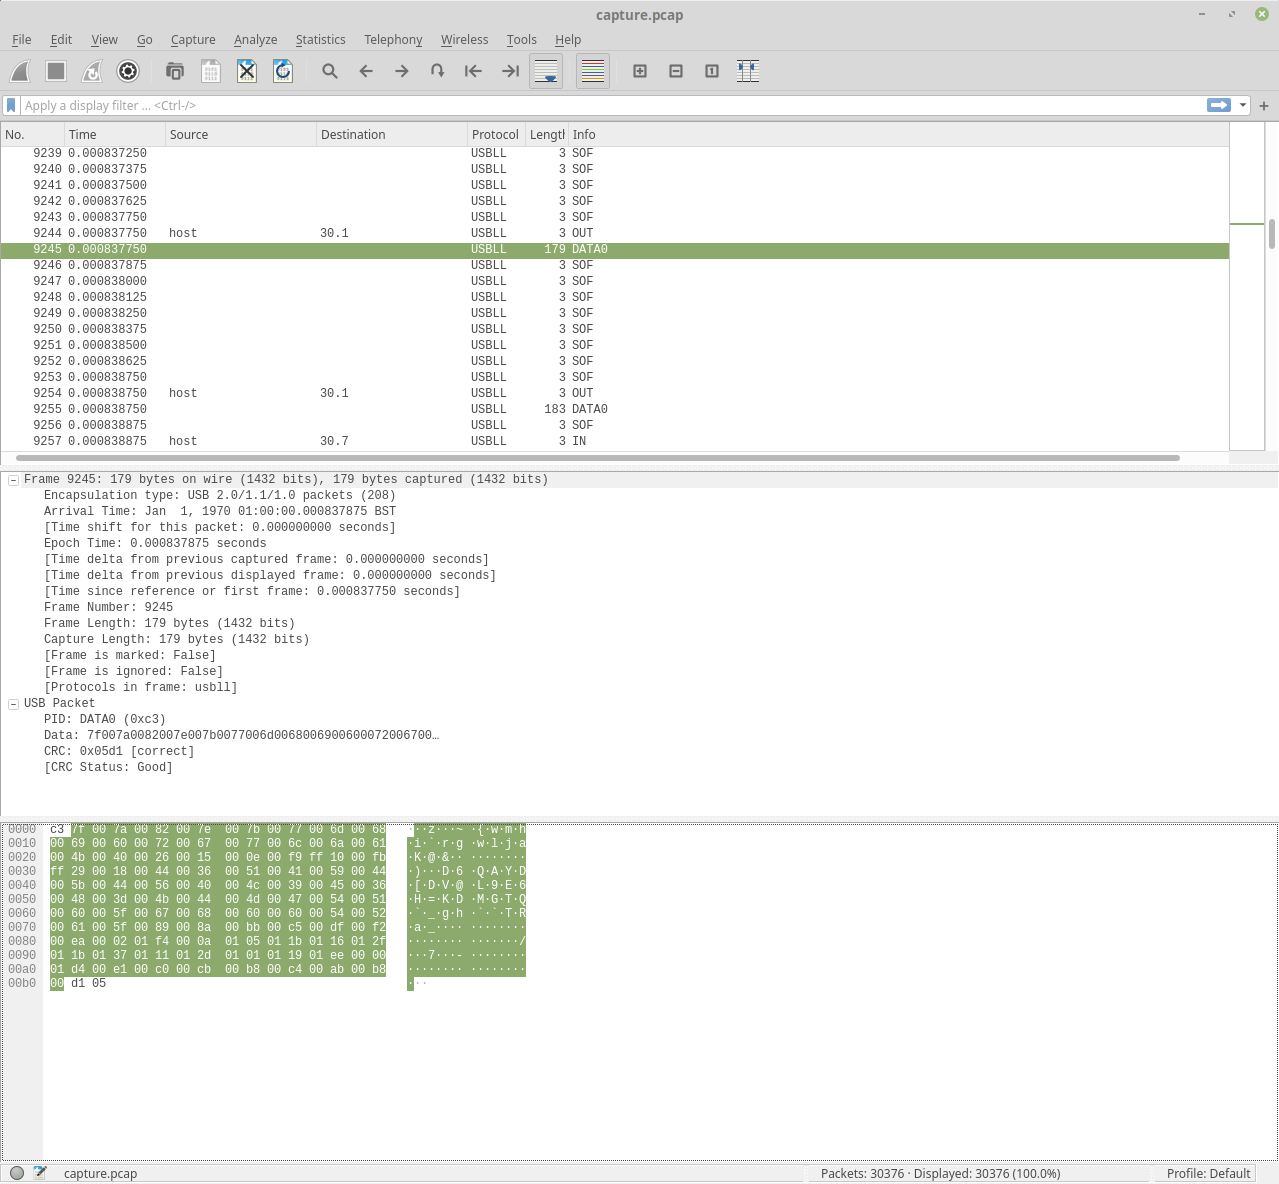 capture.pcap
File Edit View Go Capture Analyze Statistics Telephony Wireless Tools Help
Apply a display filter ... <Ctrl-/>
No. Time Source Destination Protocol Length Info
9239 0.000837250 USBLL 3 SOF
9240 0.000837375 USBLL 3 SOF
9241 0.000837500 USBLL 3 SOF
9242 0.000837625 USBLL 3 SOF
9243 0.000837750 USBLL 3 SOF
9244 0.000837750 host 30.1 USBLL 3 OUT
9245 0.000837750 USBLL 179 DATA0
9246 0.000837875 USBLL 3 SOF
9247 0.000838000 USBLL 3 SOF
9248 0.000838125 USBLL 3 SOF
9249 0.000838250 USBLL 3 SOF
9250 0.000838375 USBLL 3 SOF
9251 0.000838500 USBLL 3 SOF
9252 0.000838625 USBLL 3 SOF
9253 0.000838750 USBLL 3 SOF
9254 0.000838750 host 30.1 USBLL 3 OUT
9255 0.000838750 USBLL 183 DATA0
9256 0.000838875 USBLL 3 SOF
9257 0.000838875 host 30.7 USBLL 3 IN
Frame 9245: 179 bytes on wire (1432 bits), 179 bytes captured (1432 bits)
Encapsulation type: USB 2.0/1.1/1.0 packets (208)
Arrival Time: Jan  1, 1970 01:00:00.000837875 BST
[Time shift for this packet: 0.000000000 seconds]
Epoch Time: 0.000837875 seconds
[Time delta from previous captured frame: 0.000000000 seconds]
[Time delta from previous displayed frame: 0.000000000 seconds]
[Time since reference or first frame: 0.000837750 seconds]
Frame Number: 9245
Frame Length: 179 bytes (1432 bits)
Capture Length: 179 bytes (1432 bits)
[Frame is marked: False]
[Frame is ignored: False]
[Protocols in frame: usbll]
USB Packet
PID: DATA0 (0xc3)
Data: 7f007a0082007e007b0077006d0068006900600072006700…
CRC: 0x05d1 [correct]
[CRC Status: Good]
0000 c3 7f 00 7a 00 82 00 7e 00 7b 00 77 00 6d 00 68 ···z···~ ·{·w·m·h
0010 00 69 00 60 00 72 00 67 00 77 00 6c 00 6a 00 61 ·i·`·r·g ·w·l·j·a
0020 00 4b 00 40 00 26 00 15 00 0e 00 f9 ff 10 00 fb ·K·@·&·· ········
0030 ff 29 00 18 00 44 00 36 00 51 00 41 00 59 00 44 ·)···D·6 ·Q·A·Y·D
0040 00 5b 00 44 00 56 00 40 00 4c 00 39 00 45 00 36 ·[·D·V·@ ·L·9·E·6
0050 00 48 00 3d 00 4b 00 44 00 4d 00 47 00 54 00 51 ·H·=·K·D ·M·G·T·Q
0060 00 60 00 5f 00 67 00 68 00 60 00 60 00 54 00 52 ·`·_·g·h ·`·`·T·R
0070 00 61 00 5f 00 89 00 8a 00 bb 00 c5 00 df 00 f2 ·a·_···· ········
0080 00 ea 00 02 01 f4 00 0a 01 05 01 1b 01 16 01 2f ········ ·······/
0090 01 1b 01 37 01 11 01 2d 01 01 01 19 01 ee 00 00 ···7···- ········
00a0 01 d4 00 e1 00 c0 00 cb 00 b8 00 c4 00 ab 00 b8 ········ ········
00b0 00 d1 05 ···
capture.pcap Packets: 30376 · Displayed: 30376 (100.0%) Profile: Default